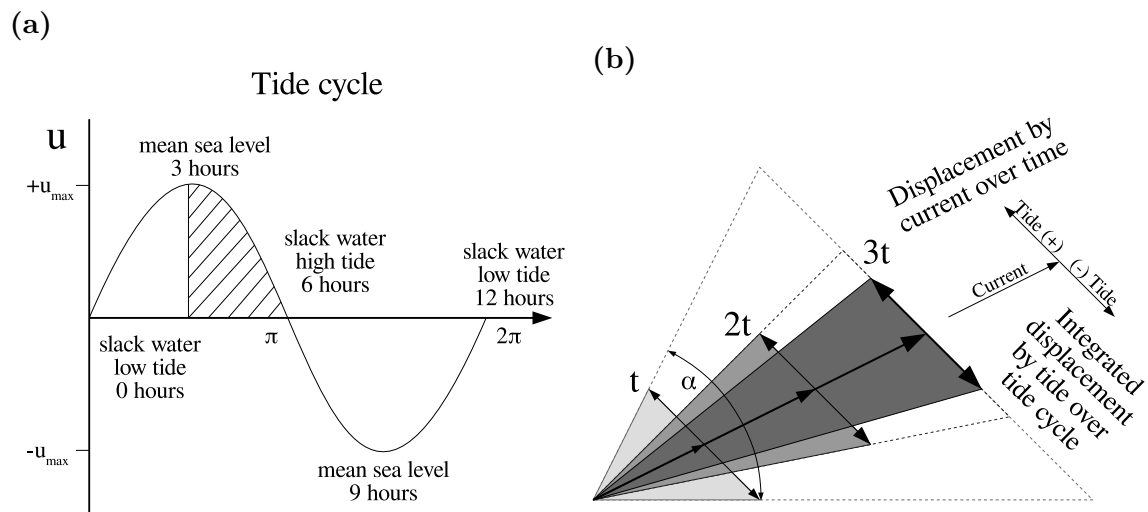 (a)
Tide cycle
u
+u_max
-u_max
mean sea level
3 hours
slack water
high tide
6 hours
slack water
low tide
12 hours
π
2π
slack water
low tide
0 hours
mean sea level
9 hours
(b)
Displacement by
current over time
Tide (+)
(-) Tide
Current
3t
2t
t
α
Integrated
displacement
by tide over
tide cycle